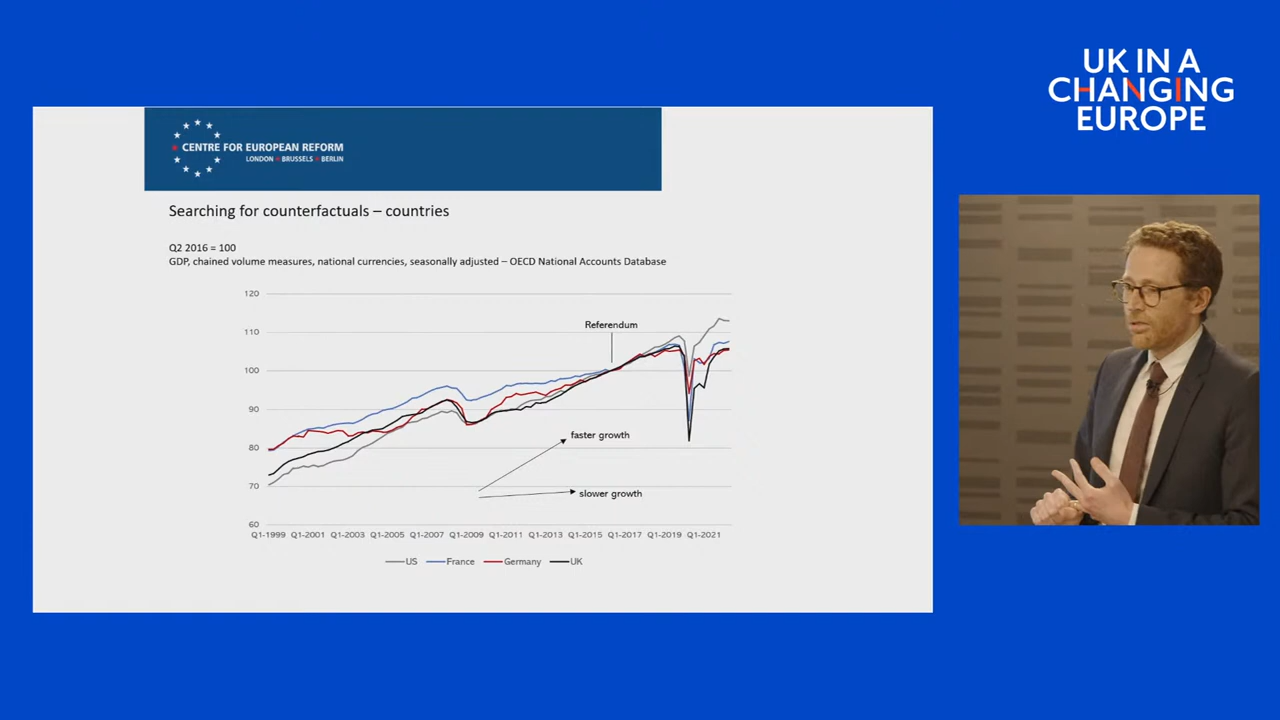 UK IN A
CHANGING
EUROPE
CENTRE FOR EUROPEAN REFORM
LONDON ★ BRUSSELS ★ BERLIN
Searching for counterfactuals – countries
Q2 2016 = 100
GDP, chained volume measures, national currencies, seasonally adjusted – OECD National Accounts Database
120
110
100
90
80
70
60
Referendum
faster growth
slower growth
Q1-1999 Q1-2001 Q1-2003 Q1-2005 Q1-2007 Q1-2009 Q1-2011 Q1-2013 Q1-2015 Q1-2017 Q1-2019 Q1-2021
US France Germany UK